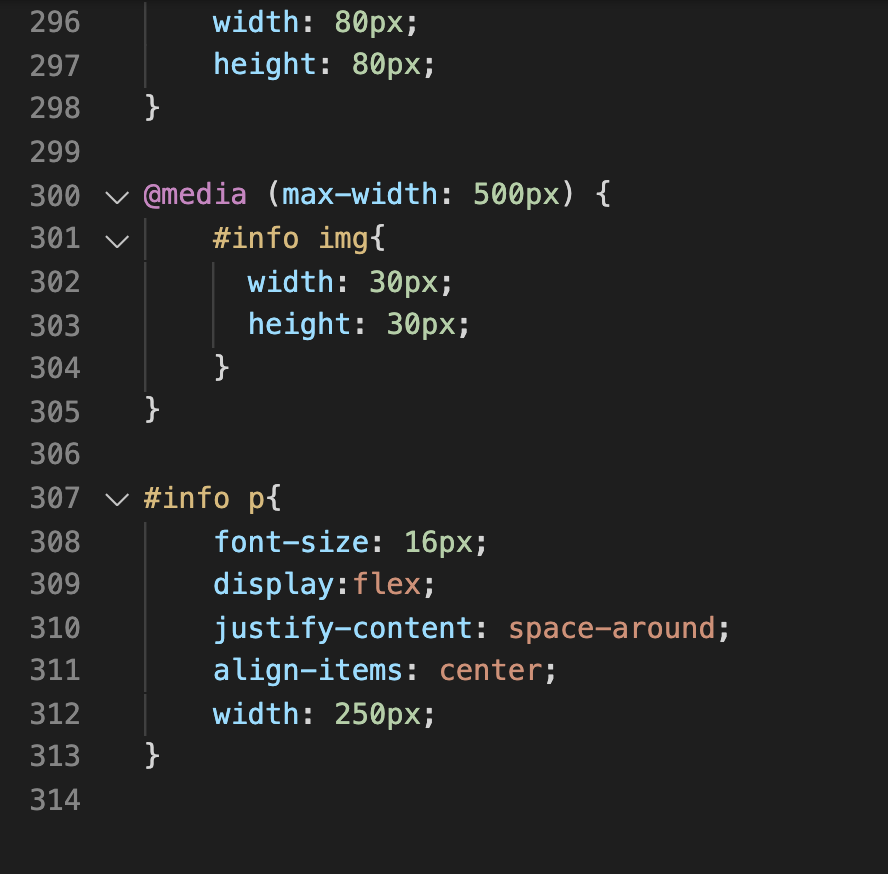 296 width: 80px;
297 height: 80px;
298 }
299
300 @media (max-width: 500px) {
301 #info img{
302 width: 30px;
303 height: 30px;
304 }
305 }
306
307 #info p{
308 font-size: 16px;
309 display:flex;
310 justify-content: space-around;
311 align-items: center;
312 width: 250px;
313 }
314